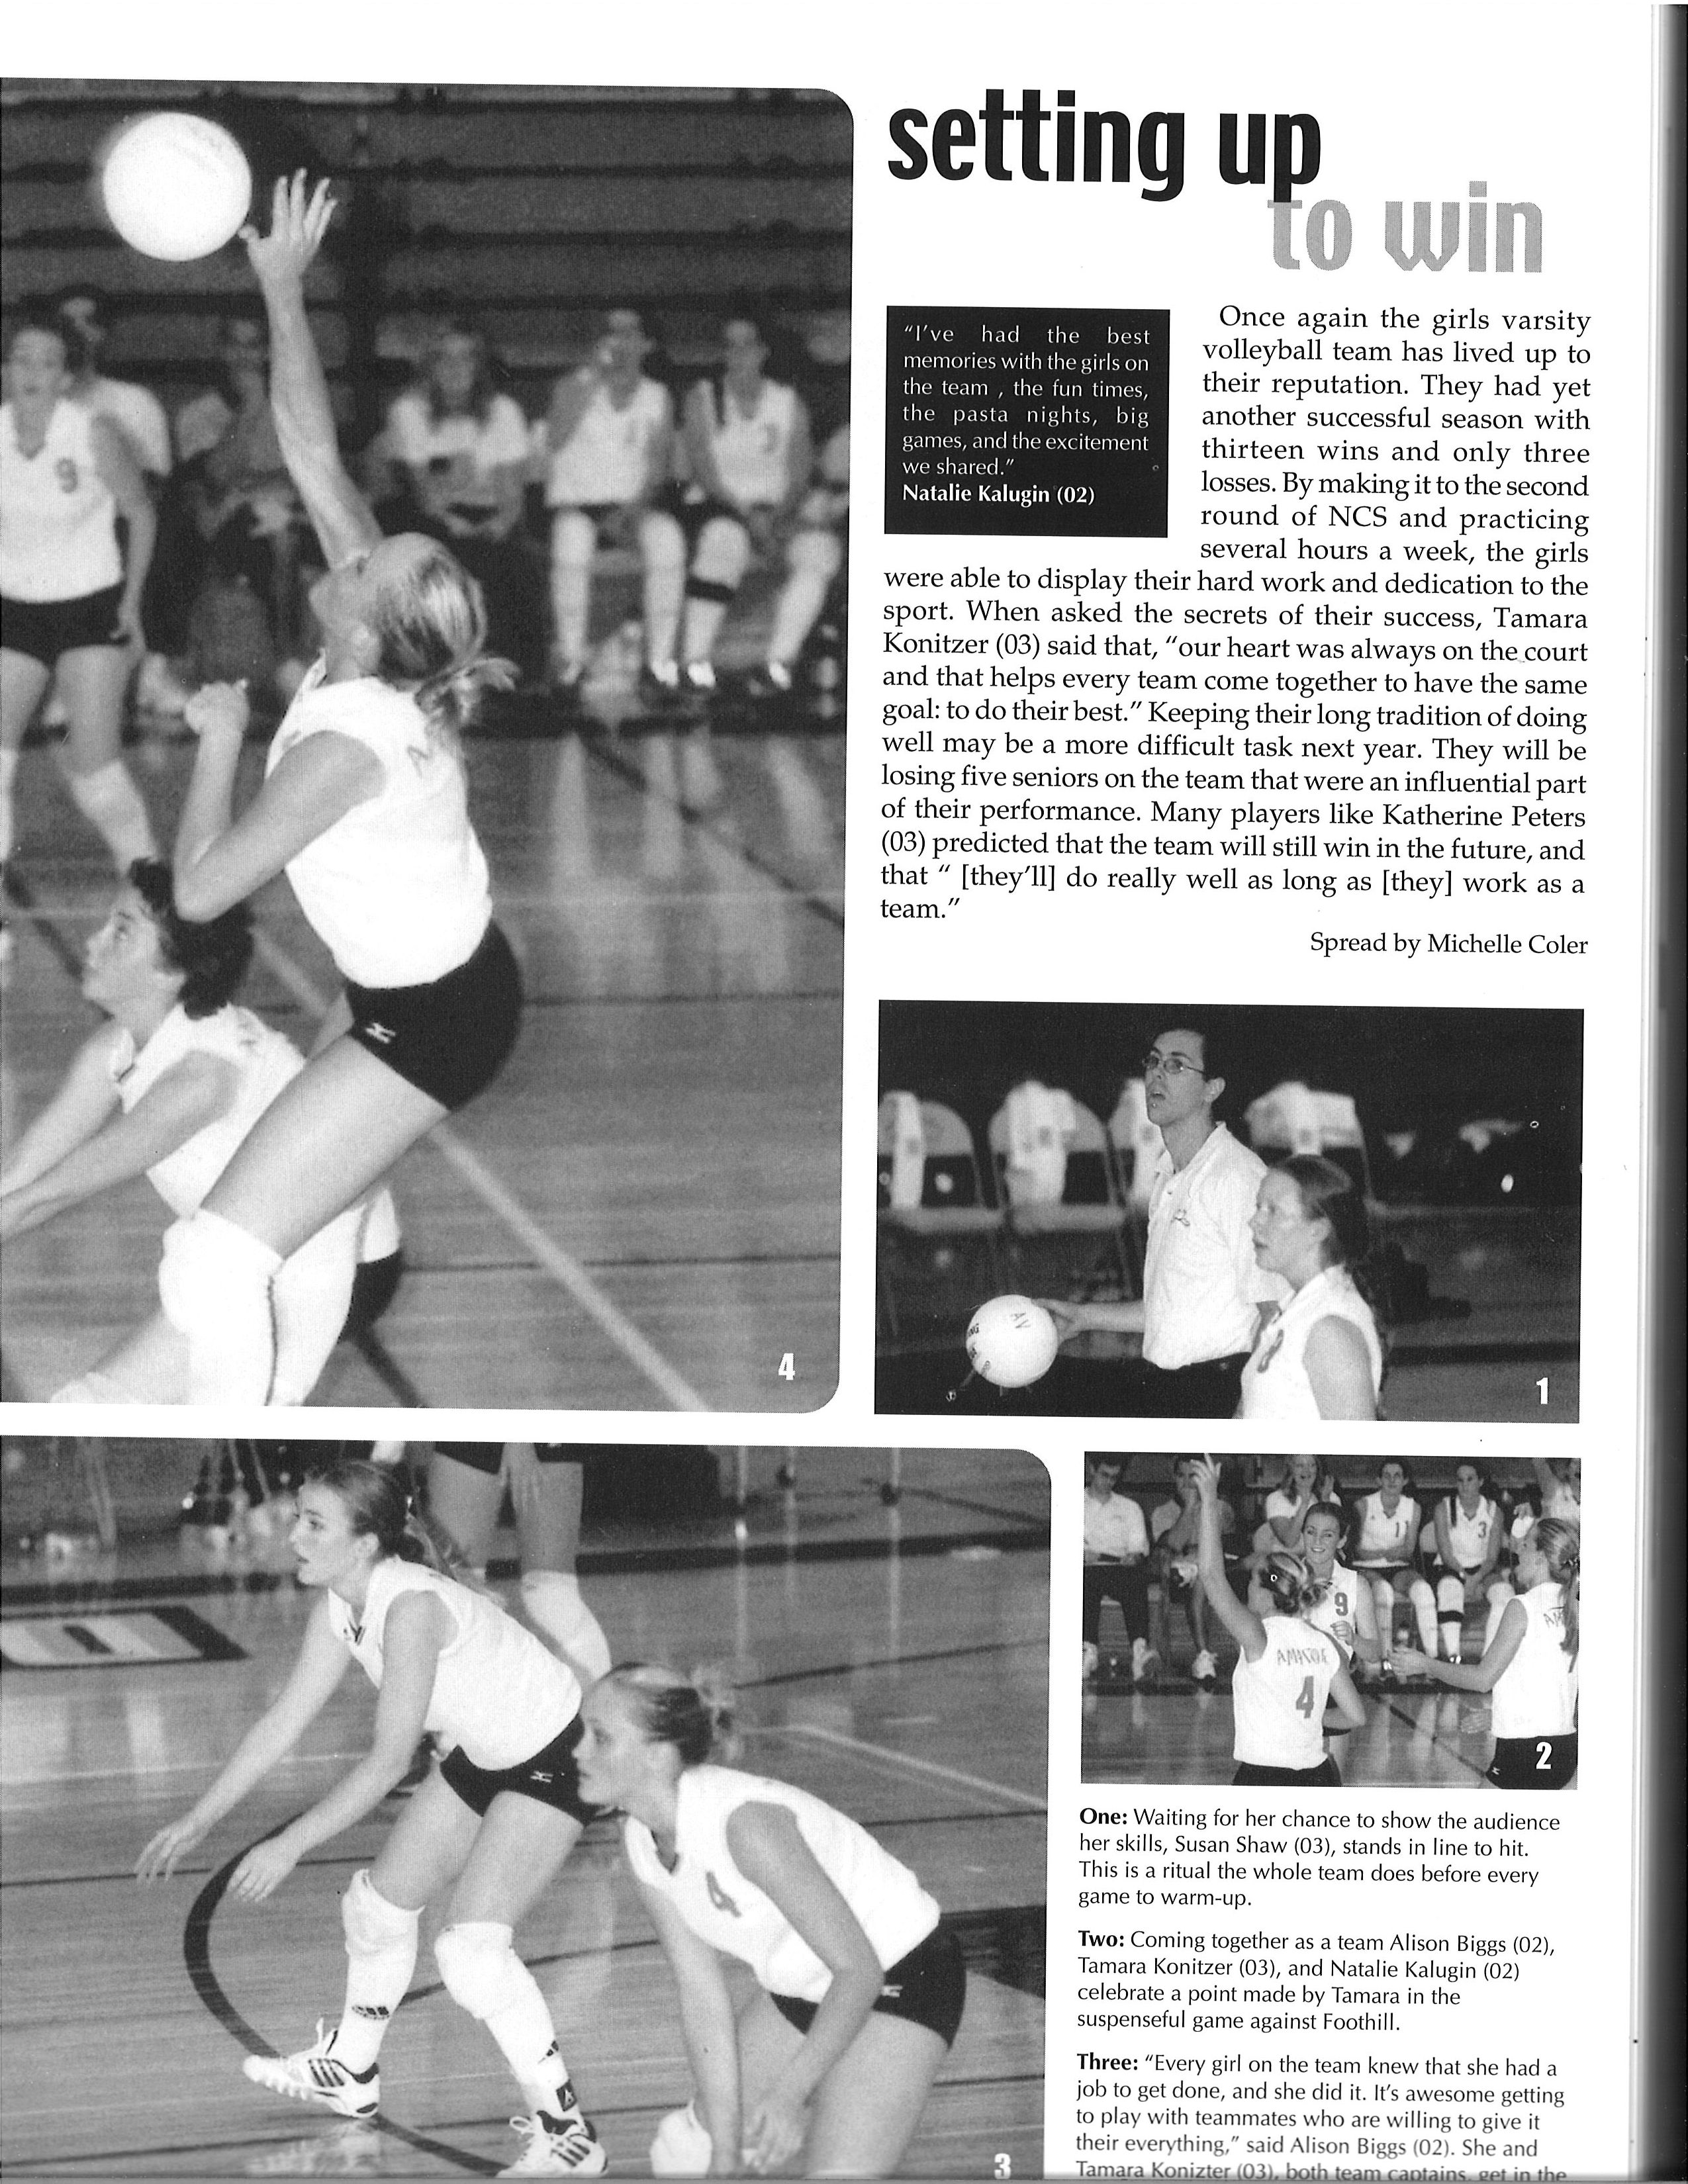 setting up
to win
"I've had the best
memories with the girls on
the team , the fun times,
the pasta nights, big
games, and the excitement
we shared."
Natalie Kalugin (02)
Once again the girls varsity
volleyball team has lived up to
their reputation. They had yet
another successful season with
thirteen wins and only three
losses. By making it to the second
round of NCS and practicing
several hours a week, the girls
were able to display their hard work and dedication to the
sport. When asked the secrets of their success, Tamara
Konitzer (03) said that, "our heart was always on the court
and that helps every team come together to have the same
goal: to do their best." Keeping their long tradition of doing
well may be a more difficult task next year. They will be
losing five seniors on the team that were an influential part
of their performance. Many players like Katherine Peters
(03) predicted that the team will still win in the future, and
that " [they'll] do really well as long as [they] work as a
team."
Spread by Michelle Coler
9
4
AV
1
11
3
9
AMADOR
4
2
4
3
One: Waiting for her chance to show the audience
her skills, Susan Shaw (03), stands in line to hit.
This is a ritual the whole team does before every
game to warm-up.
Two: Coming together as a team Alison Biggs (02),
Tamara Konitzer (03), and Natalie Kalugin (02)
celebrate a point made by Tamara in the
suspenseful game against Foothill.
Three: "Every girl on the team knew that she had a
job to get done, and she did it. It's awesome getting
to play with teammates who are willing to give it
their everything," said Alison Biggs (02). She and
Tamara Konizter (03), both team captains, get in the